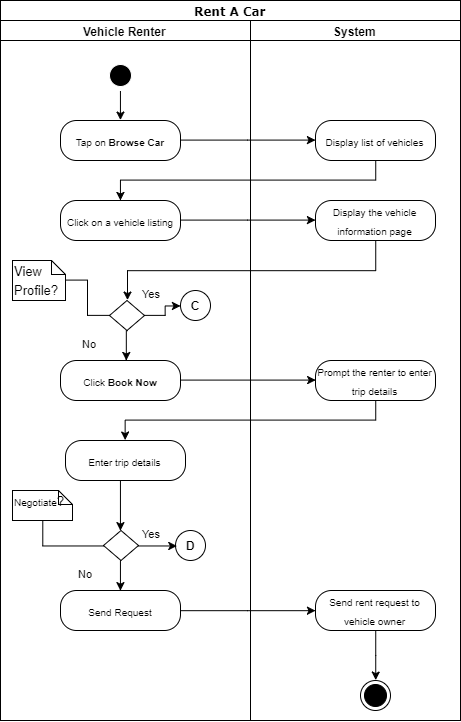 Rent A Car
Vehicle Renter
System
Tap on Browse Car
Display list of vehicles
Click on a vehicle listing
Display the vehicle
information page
View
Profile?
Yes
C
No
Click Book Now
Prompt the renter to enter
trip details
Enter trip details
Negotiate?
Yes
D
No
Send Request
Send rent request to
vehicle owner